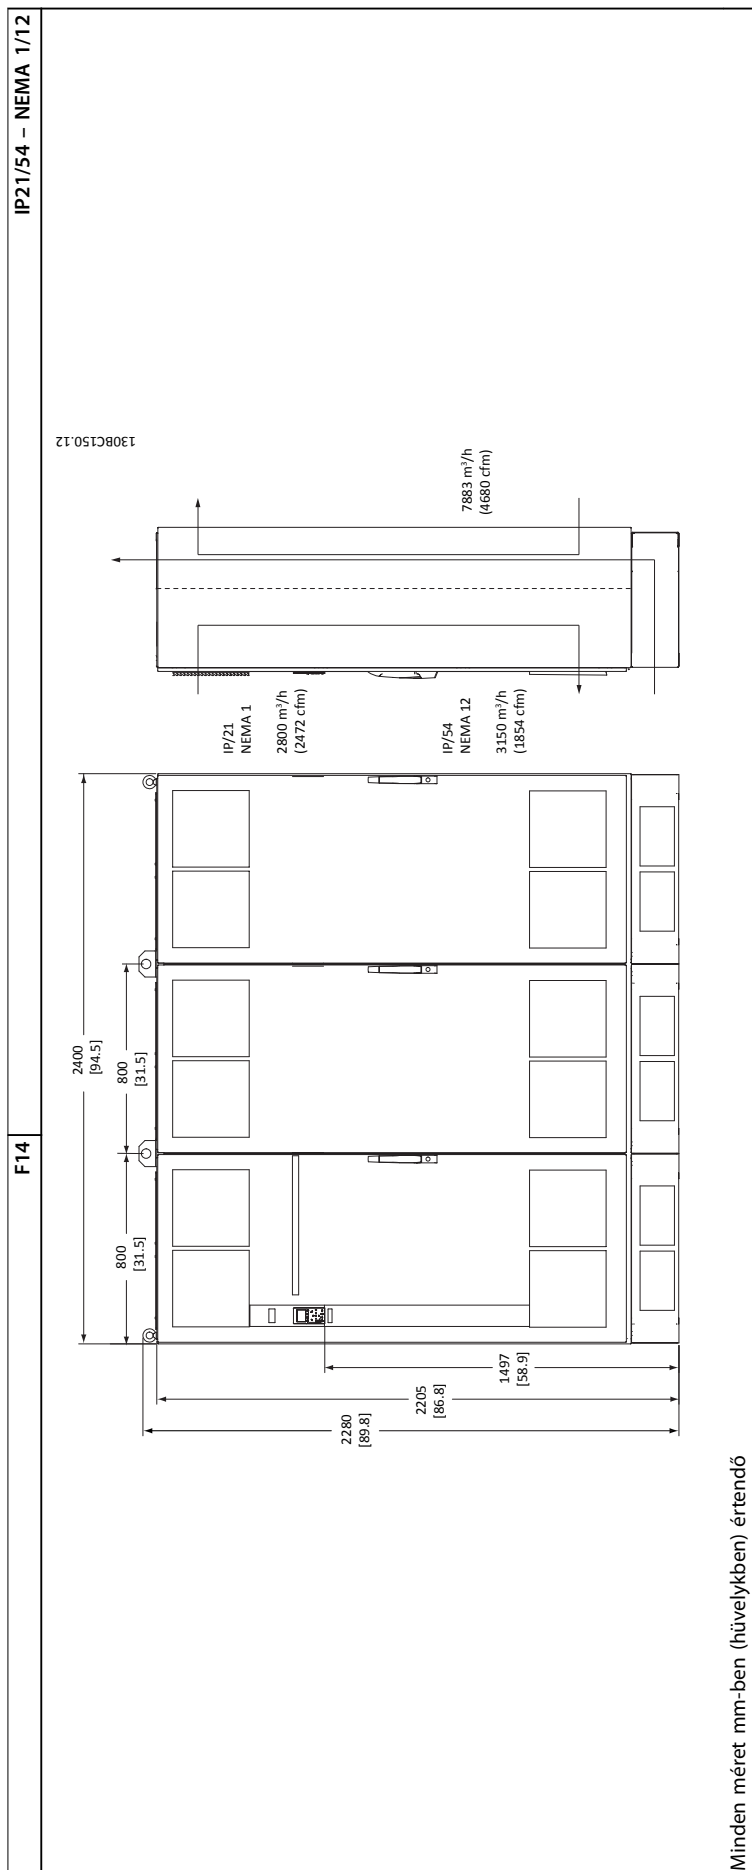 F14
IP21/54 – NEMA 1/12
130BC150.12
2400
[94.5]
800
[31.5]
800
[31.5]
IP/21
NEMA 1
2800 m³/h
(2472 cfm)
IP/54
NEMA 12
3150 m³/h
(1854 cfm)
7883 m³/h
(4680 cfm)
1497
[58.9]
2205
[86.8]
2280
[89.8]
Minden méret mm-ben (hüvelykben) értendő